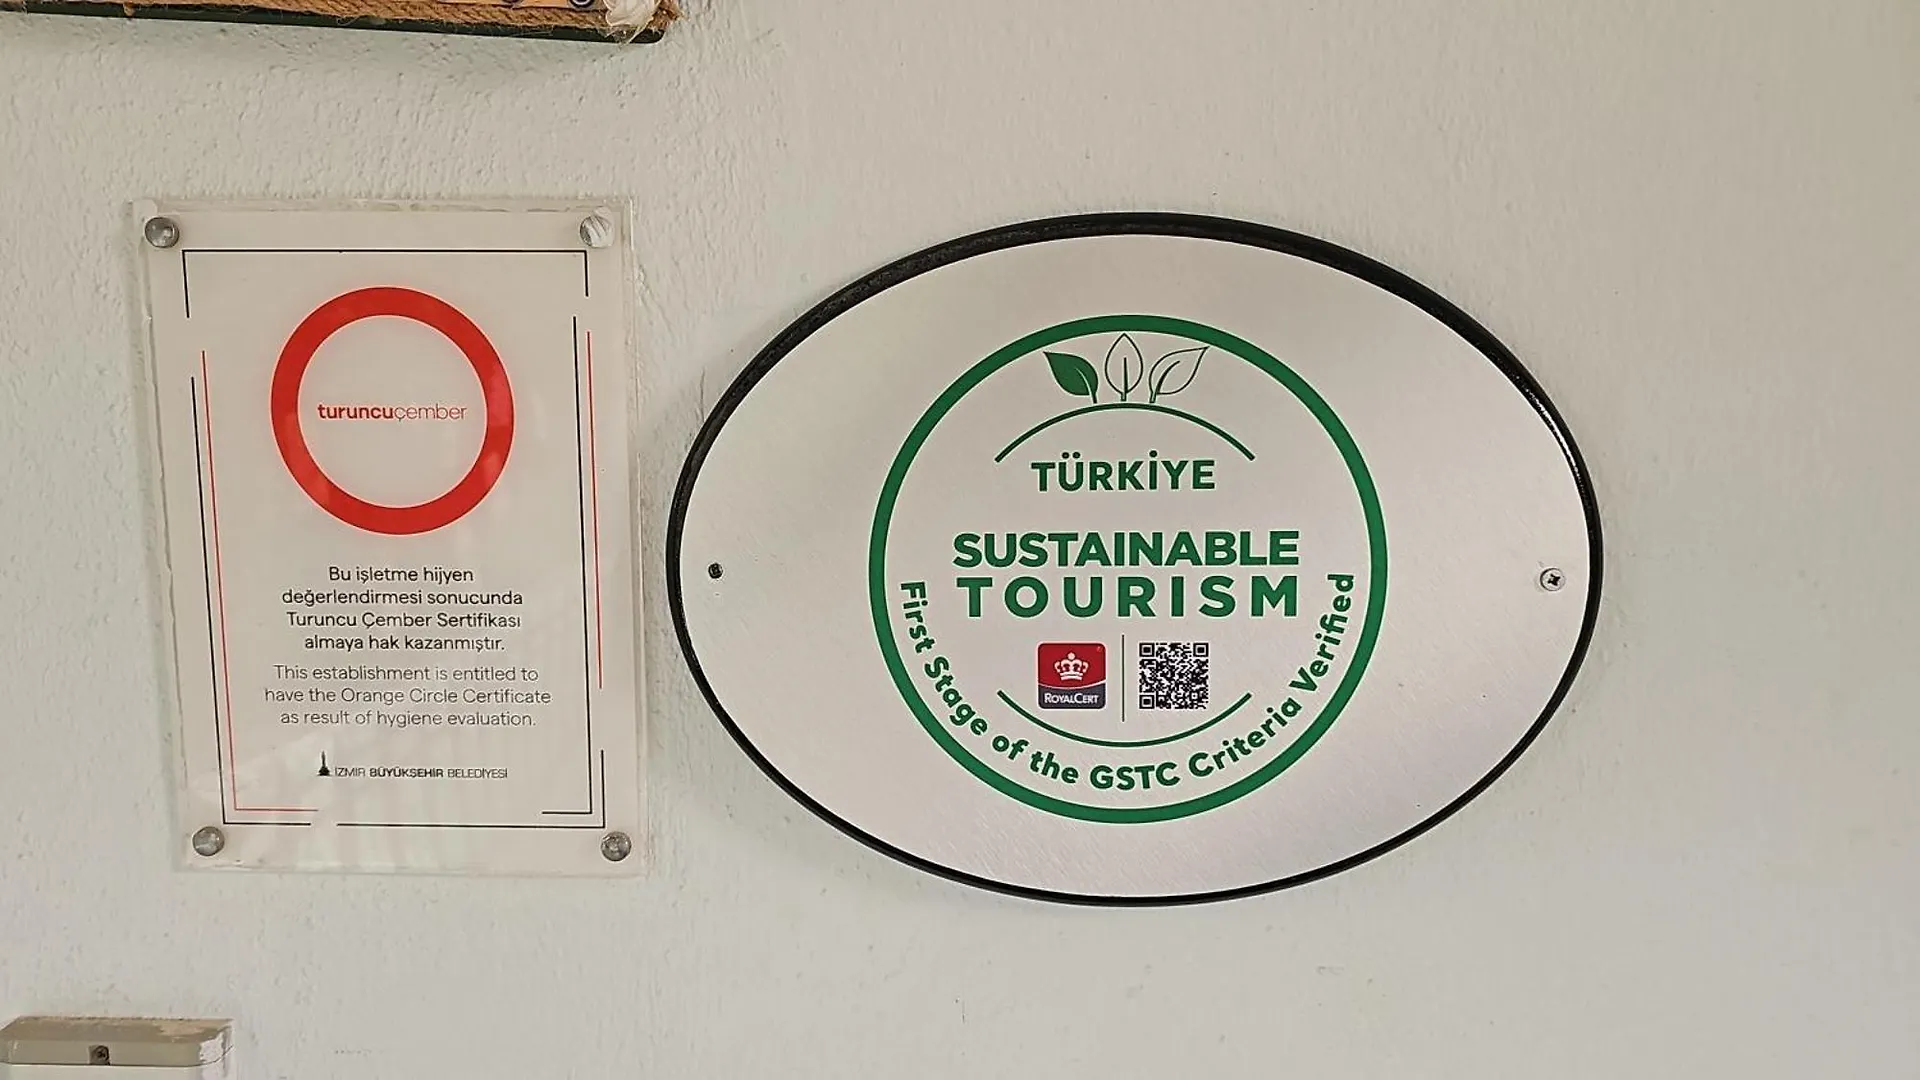 turuncuçember
Bu işletme hijyen
değerlendirmesi sonucunda
Turuncu Çember Sertifikası
almaya hak kazanmıştır.
This establishment is entitled to
have the Orange Circle Certificate
as result of hygiene evaluation.
İZMİR BÜYÜKŞEHİR BELEDİYESİ
TÜRKİYE
SUSTAINABLE
TOURISM
ROYALCERT
First Stage of the GSTC Criteria Verified